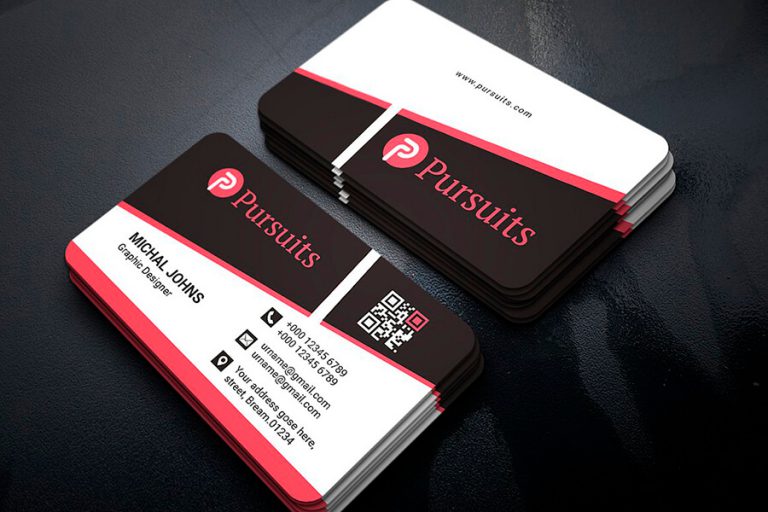 www.pursuits.com
Pursuits
Pursuits
MICHAL JOHNS
Graphic Designer
+000 12345 6789
+000 12345 6789
urname@gmail.com
urname@gmail.com
Your address gose here,
street, Bream.01234